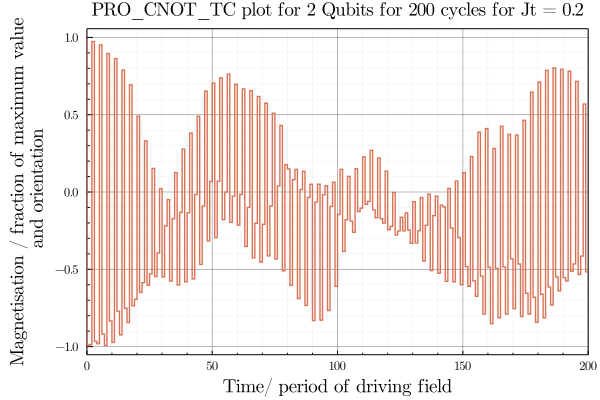 PRO_CNOT_TC plot for 2 Qubits for 200 cycles for Jt = 0.2
Magnetisation / fraction of maximum value
and orientation
1.0
0.5
0.0
−0.5
−1.0
0 50 100 150 200
Time/ period of driving field